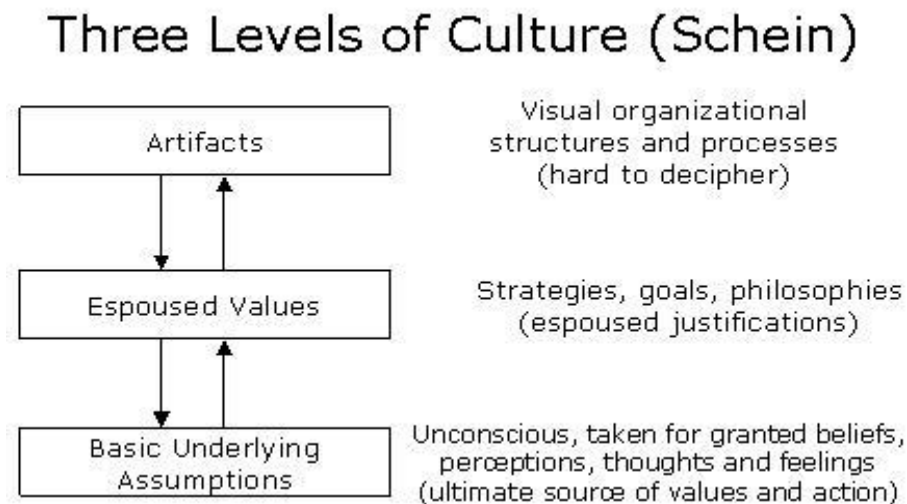 Three Levels of Culture (Schein)
Artifacts
Visual organizational
structures and processes
(hard to decipher)
Espoused Values
Strategies, goals, philosophies
(espoused justifications)
Basic Underlying
Assumptions
Unconscious, taken for granted beliefs,
perceptions, thoughts and feelings
(ultimate source of values and action)